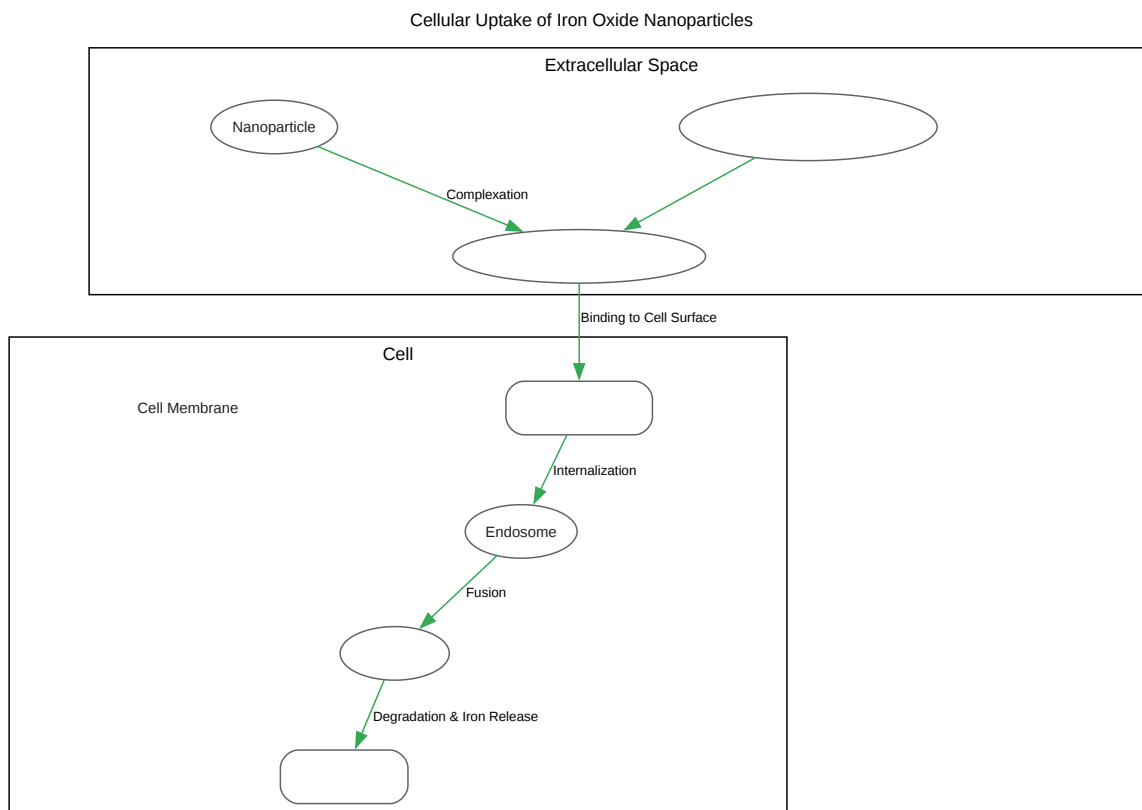 Cellular Uptake of Iron Oxide Nanoparticles
Extracellular Space
Nanoparticle
Complexation
Binding to Cell Surface
Cell
Cell Membrane
Internalization
Endosome
Fusion
Degradation & Iron Release